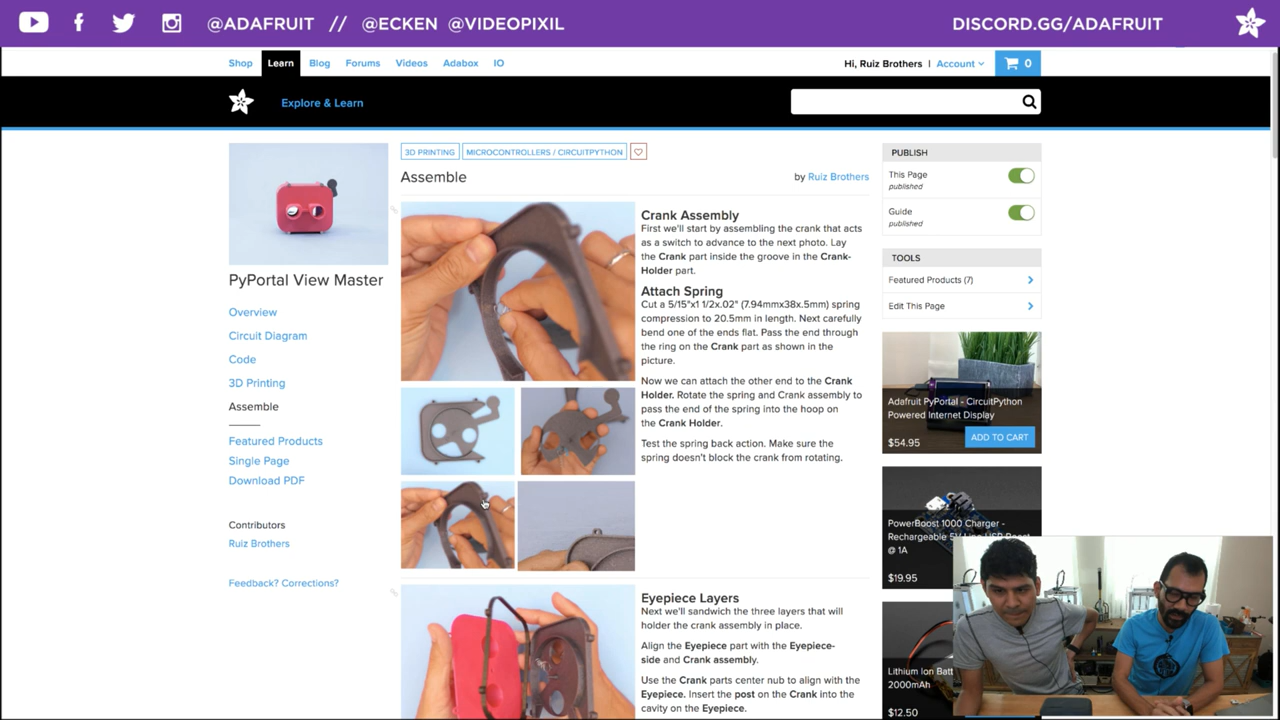 @ADAFRUIT // @ECKEN @VIDEOPIXIL
DISCORD.GG/ADAFRUIT
Shop Learn Blog Forums Videos Adabox IO
Hi, Ruiz Brothers | Account 0
Explore & Learn
PyPortal View Master
Overview
Circuit Diagram
Code
3D Printing
Assemble
Featured Products
Single Page
Download PDF
Contributors
Ruiz Brothers
Feedback? Corrections?
3D PRINTING
MICROCONTROLLERS / CIRCUITPYTHON
Assemble
by Ruiz Brothers
Crank Assembly
First we'll start by assembling the crank that acts
as a switch to advance to the next photo. Lay
the Crank part inside the groove in the Crank-
Holder part.
Attach Spring
Cut a 5/15"x1 1/2x.02" (7.94mmx38x.5mm) spring
compression to 20.5mm in length. Next carefully
bend one of the ends flat. Pass the end through
the ring on the Crank part as shown in the
picture.
Now we can attach the other end to the Crank
Holder. Rotate the spring and Crank assembly to
pass the end of the spring into the hoop on
the Crank Holder.
Test the spring back action. Make sure the
spring doesn't block the crank from rotating.
Eyepiece Layers
Next we'll sandwich the three layers that will
holder the crank assembly in place.
Align the Eyepiece part with the Eyepiece-
side and Crank assembly.
Use the Crank parts center nub to align with the
Eyepiece. Insert the post on the Crank into the
cavity on the Eyepiece.
PUBLISH
This Page
published
Guide
published
TOOLS
Featured Products (7)
Edit This Page
Adafruit PyPortal - CircuitPython
Powered Internet Display
$54.95
ADD TO CART
PowerBoost 1000 Charger -
Rechargeable 5V Lipo USB Boost
@ 1A
$19.95
Lithium Ion Batt
2000mAh
$12.50